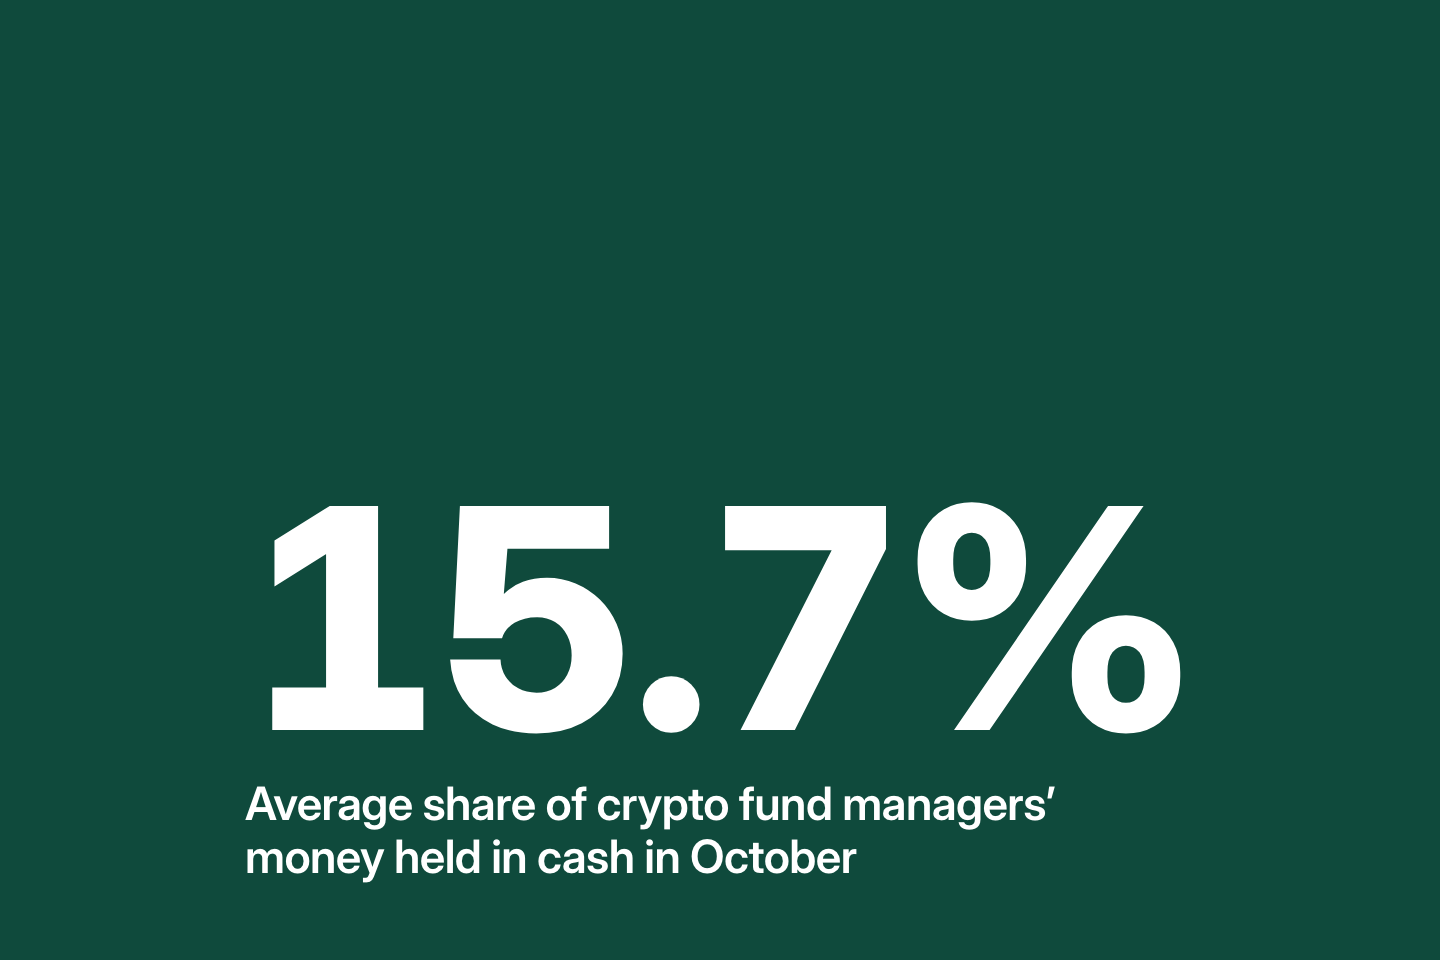 15.7%
Average share of crypto fund managers’
money held in cash in October